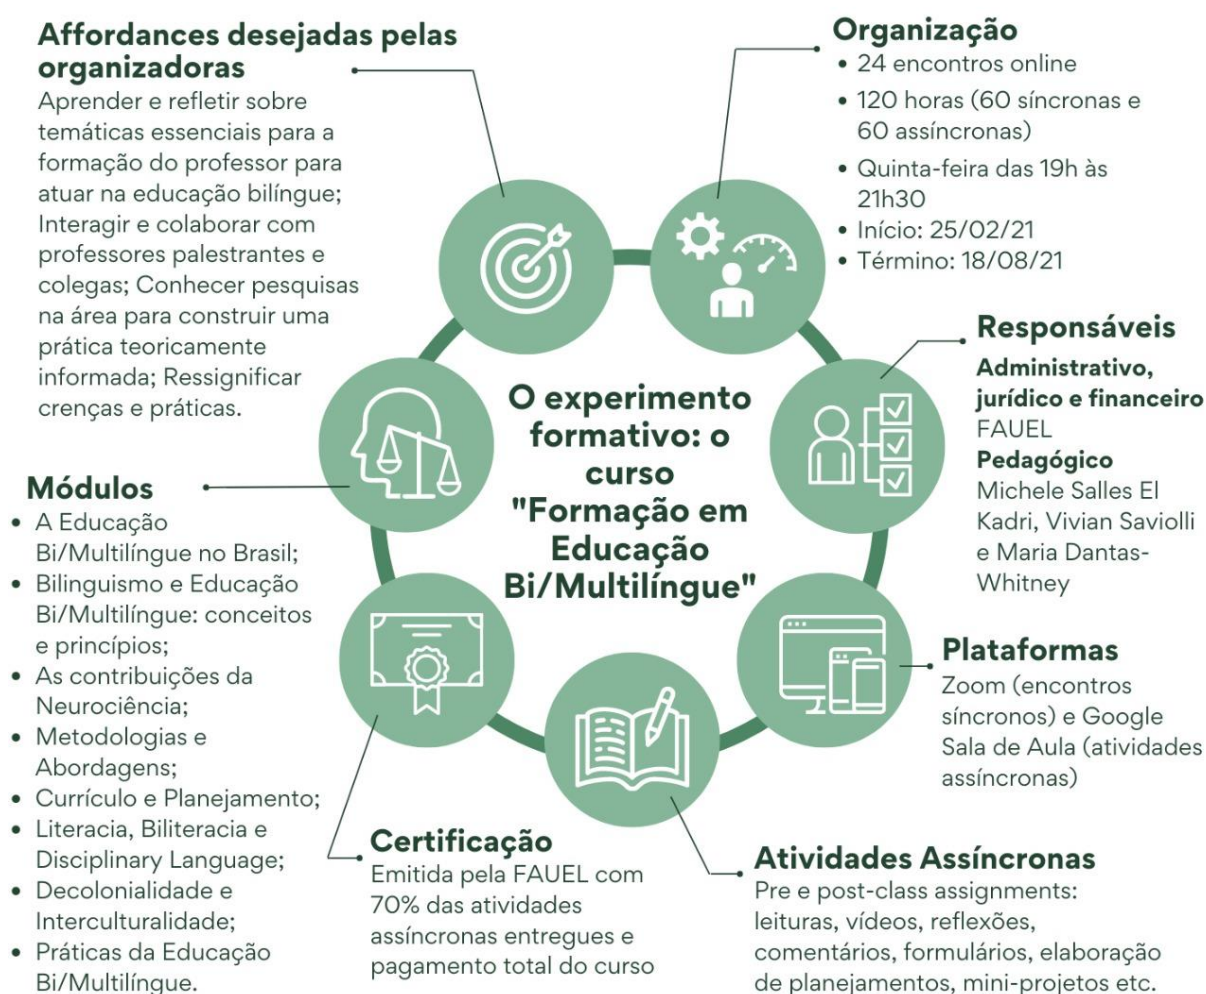 Affordances desejadas pelas
organizadoras
Aprender e refletir sobre
temáticas essenciais para a
formação do professor para
atuar na educação bilíngue;
Interagir e colaborar com
professores palestrantes e
colegas; Conhecer pesquisas
na área para construir uma
prática teoricamente
informada; Ressignificar
crenças e práticas.
Organização
• 24 encontros online
• 120 horas (60 síncronas e
60 assíncronas)
• Quinta-feira das 19h às
21h30
• Início: 25/02/21
• Término: 18/08/21
Responsáveis
Administrativo,
jurídico e financeiro
FAUEL
Pedagógico
Michele Salles El
Kadri, Vivian Saviolli
e Maria Dantas-
Whitney
O experimento
formativo: o
curso
"Formação em
Educação
Bi/Multilíngue"
Módulos
• A Educação
Bi/Multilíngue no Brasil;
• Bilinguismo e Educação
Bi/Multilíngue: conceitos
e princípios;
• As contribuições da
Neurociência;
• Metodologias e
Abordagens;
• Currículo e Planejamento;
• Literacia, Biliteracia e
Disciplinary Language;
• Decolonialidade e
Interculturalidade;
• Práticas da Educação
Bi/Multilíngue.
Plataformas
Zoom (encontros
síncronos) e Google
Sala de Aula (atividades
assíncronas)
Certificação
Emitida pela FAUEL com
70% das atividades
assíncronas entregues e
pagamento total do curso
Atividades Assíncronas
Pre e post-class assignments:
leituras, vídeos, reflexões,
comentários, formulários, elaboração
de planejamentos, mini-projetos etc.